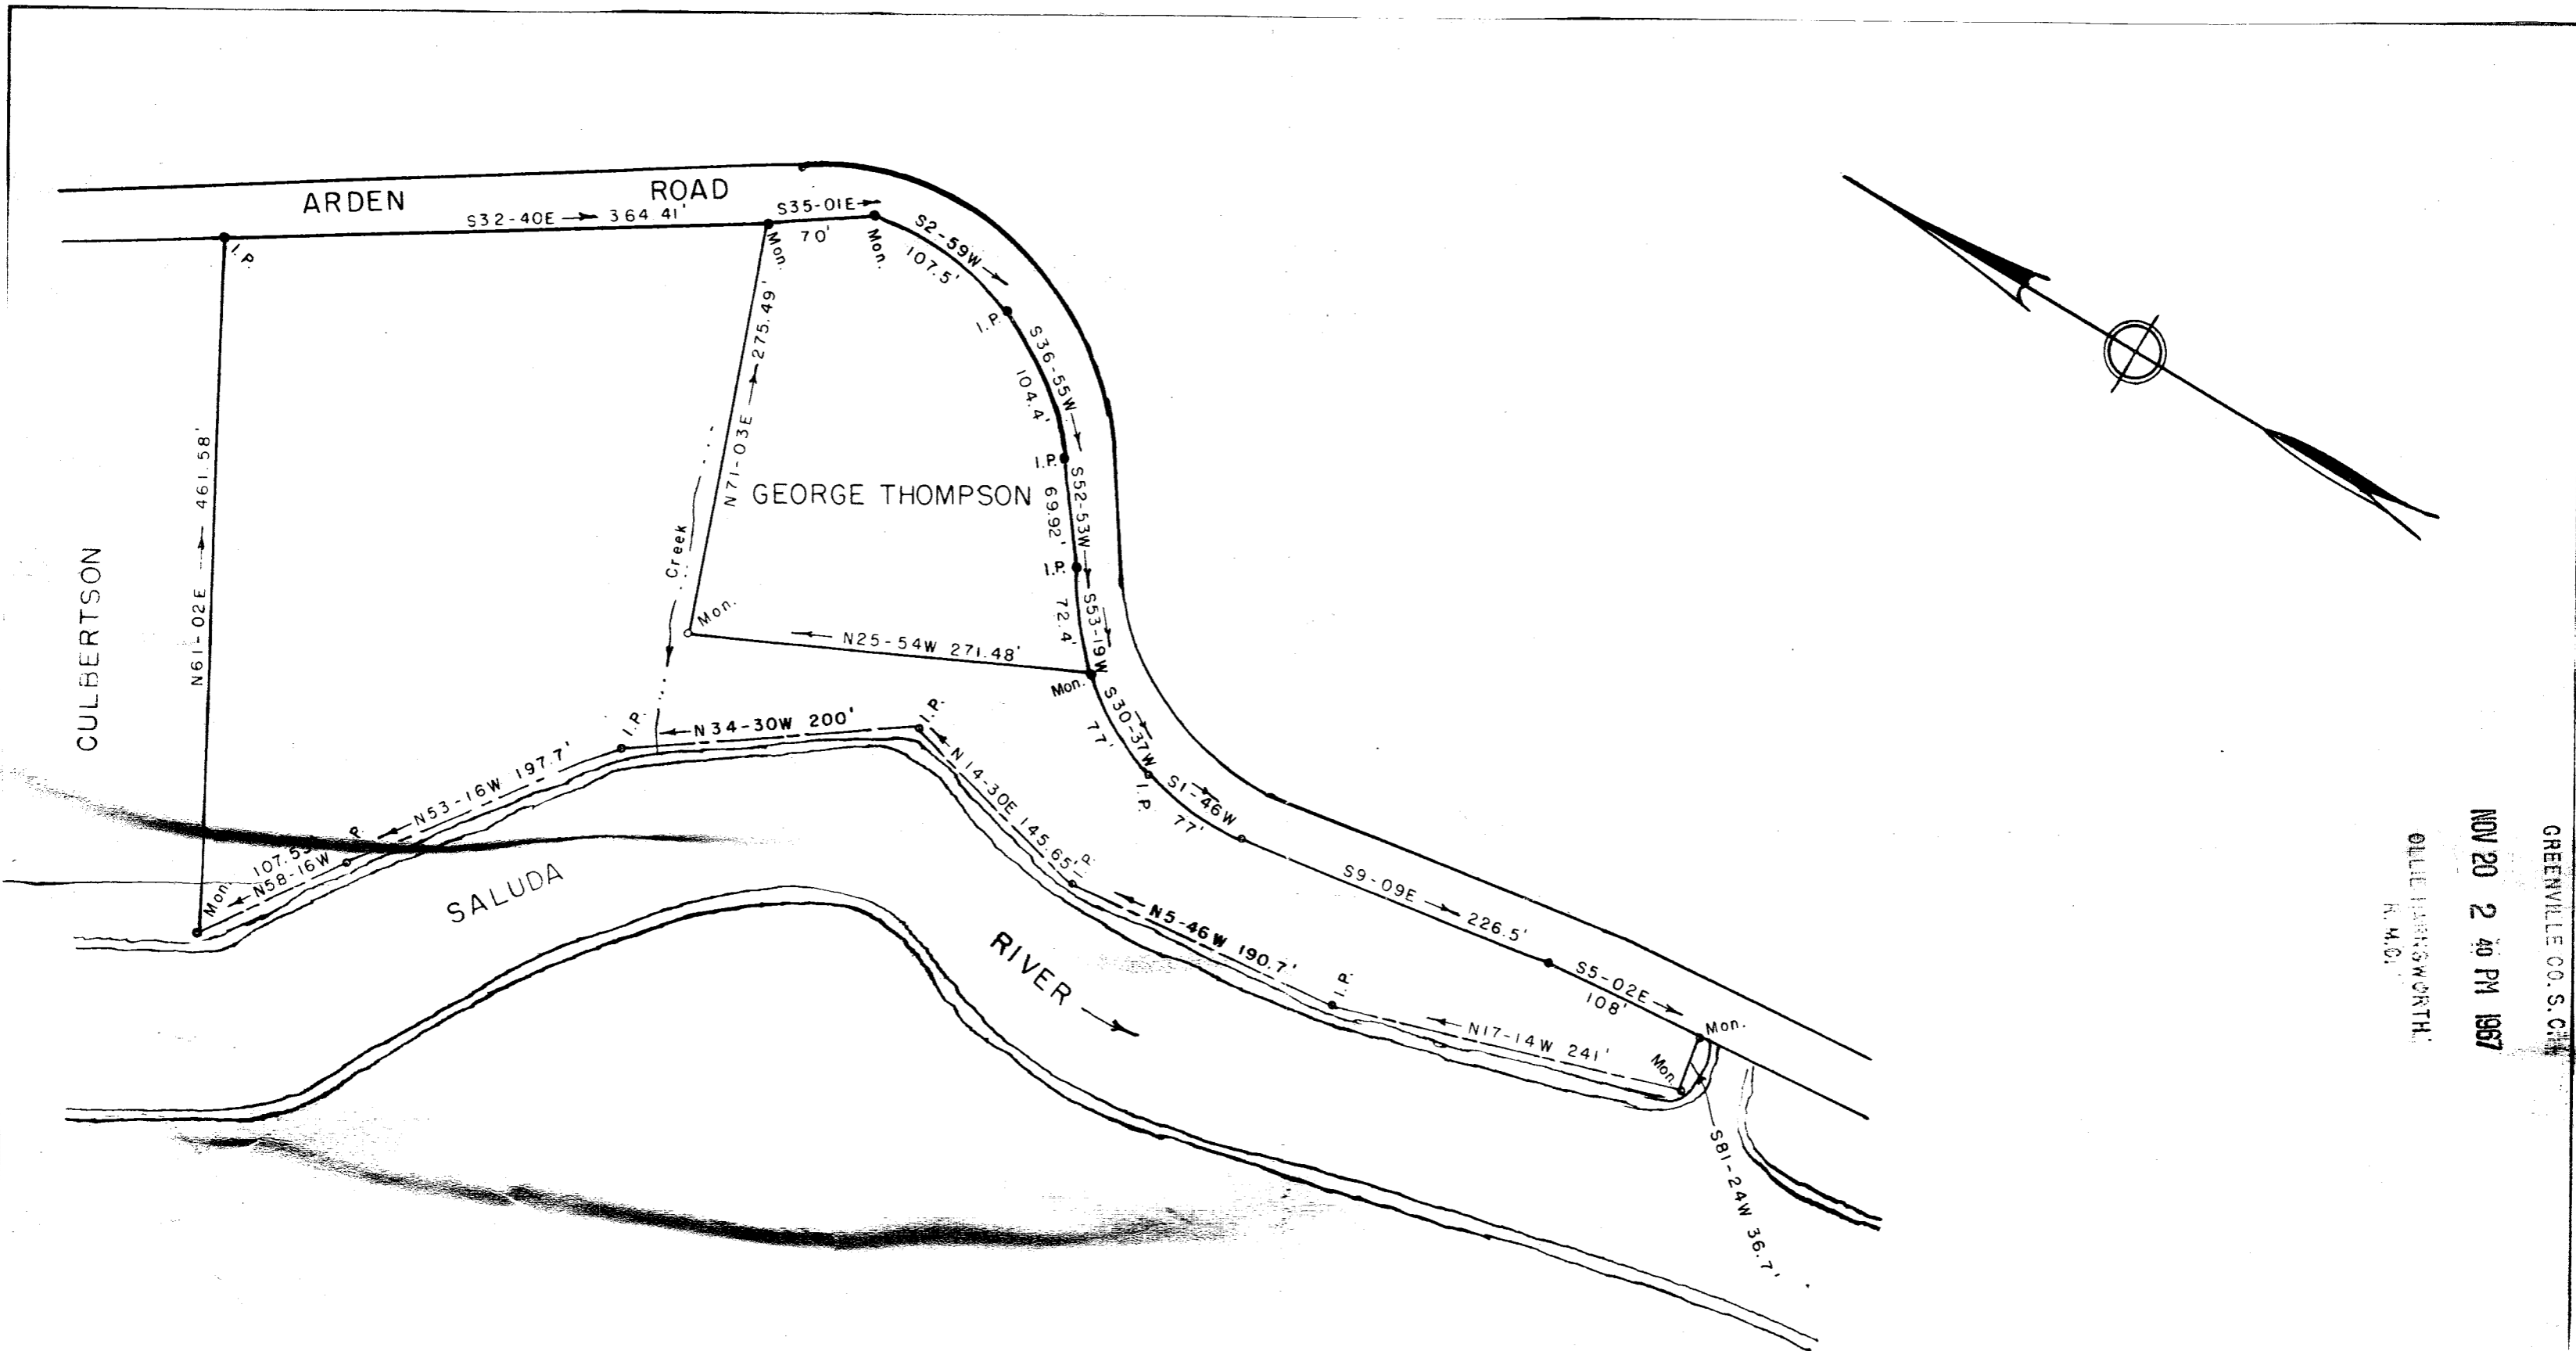 ARDEN ROAD
S32-40E 364.41'
S35-01E
70'
S2-59W
107.5'
S36-55W
104.4'
S52-53W
69.92'
S53-19W
72.4'
S30-37W
77'
S1-46W
77'
S9-09E 226.5'
S5-02E
108'
S81-24W 36.7'
N17-14W 241'
N5-46W 190.7'
N14-30E 145.65'
N34-30W 200'
N53-16W 197.7'
107.53'
N58-16W
N61-02E 461.58'
N71-03E 275.49'
N25-54W 271.48'
I.P.
Mon.
Mon.
I.P.
I.P.
I.P.
Mon.
I.P.
Mon.
Mon.
I.P.
I.P.
I.P.
I.P.
P.
Mon.
Mon.
GEORGE THOMPSON
Creek
CULBERTSON
SALUDA
RIVER
GREENVILLE CO. S. C.
NOV 20 2 40 PM 1967
OLLIE FARNSWORTH
R.M.C.